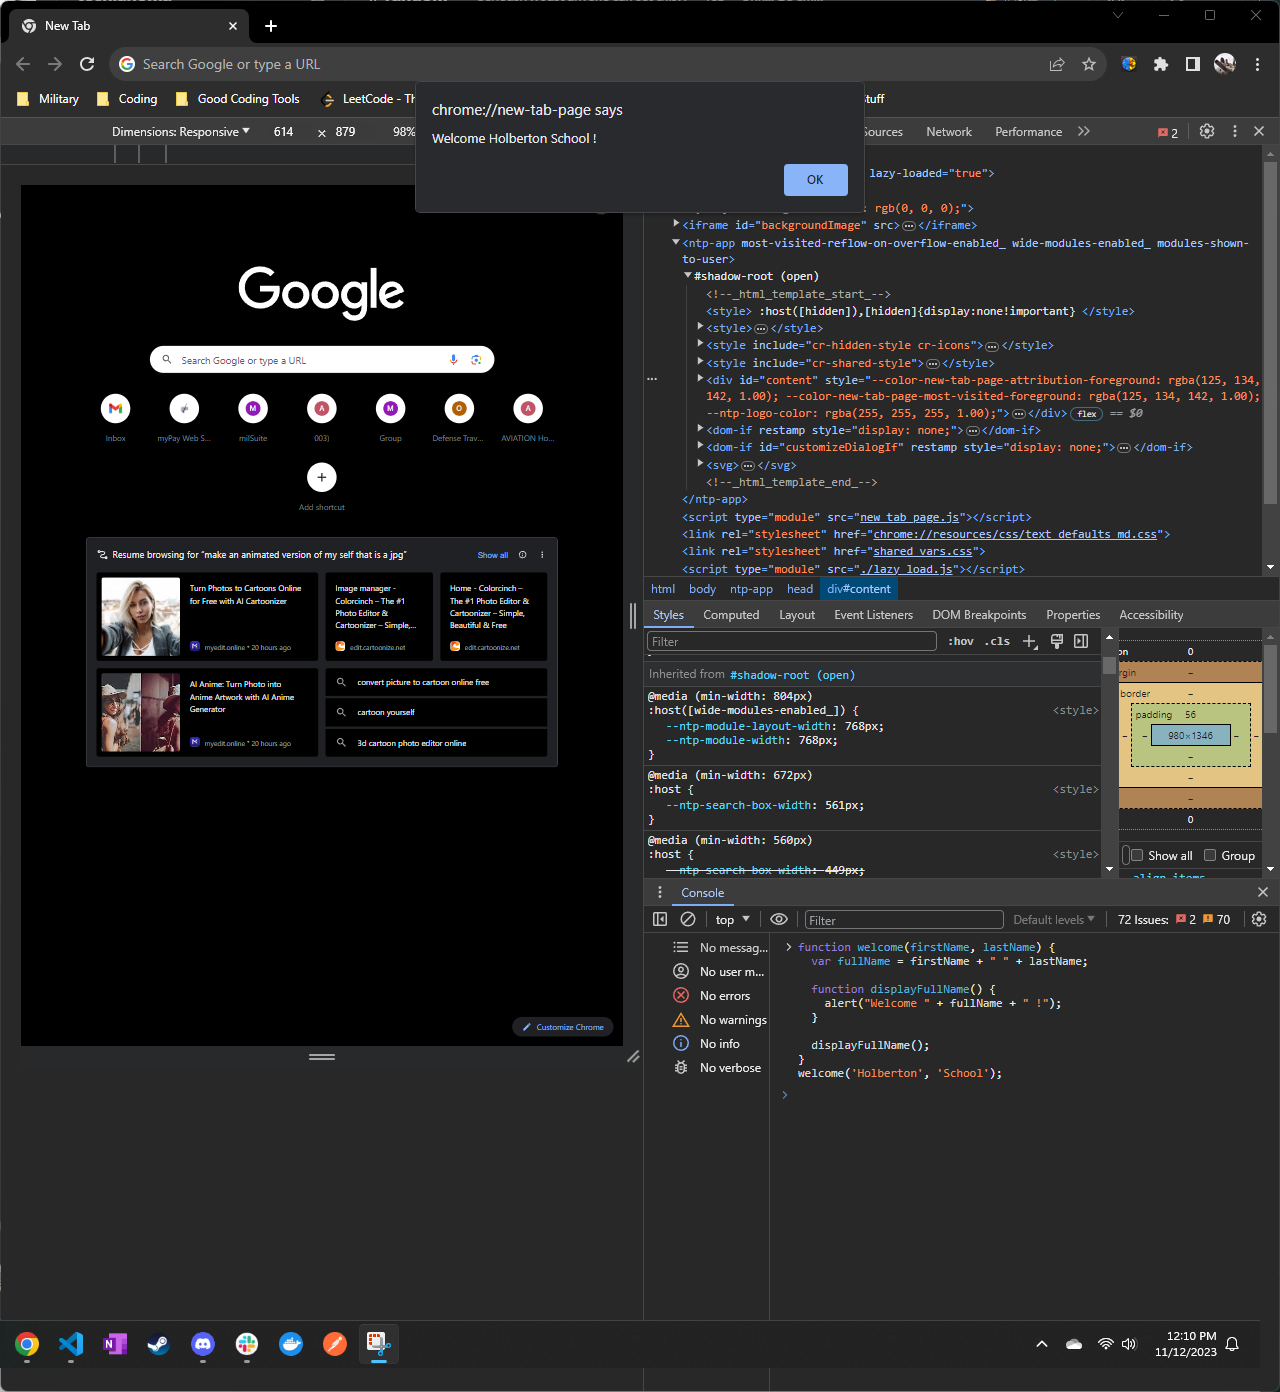 New Tab
Search Google or type a URL
Military
Coding
Good Coding Tools
LeetCode - Th
tuff
chrome://new-tab-page says
Welcome Holberton School !
OK
Dimensions: Responsive
614
×
879
98%
ources
Network
Performance
2
lazy-loaded="true">
: rgb(0, 0, 0);">
<iframe id="backgroundImage" src>…</iframe>
<ntp-app most-visited-reflow-on-overflow-enabled_ wide-modules-enabled_ modules-shown-
to-user>
#shadow-root (open)
<!--_html_template_start_-->
<style> :host([hidden]),[hidden]{display:none!important} </style>
<style>…</style>
<style include="cr-hidden-style cr-icons">…</style>
<style include="cr-shared-style">…</style>
<div id="content" style="--color-new-tab-page-attribution-foreground: rgba(125, 134,
142, 1.00); --color-new-tab-page-most-visited-foreground: rgba(125, 134, 142, 1.00);
--ntp-logo-color: rgba(255, 255, 255, 1.00);">…</div> flex == $0
<dom-if restamp style="display: none;">…</dom-if>
<dom-if id="customizeDialogIf" restamp style="display: none;">…</dom-if>
<svg>…</svg>
<!--_html_template_end_-->
</ntp-app>
<script type="module" src="new_tab_page.js"></script>
<link rel="stylesheet" href="chrome://resources/css/text_defaults_md.css">
<link rel="stylesheet" href="shared_vars.css">
<script type="module" src="./lazy_load.js"></script>
html
body
ntp-app
head
div#content
Google
Search Google or type a URL
M
A
M
O
A
Inbox
myPay Web S...
milSuite
003)
Group
Defense Trav...
AVIATION Ho...
Add shortcut
Resume browsing for "make an animated version of my self that is a jpg"
Show all
Turn Photos to Cartoons Online
for Free with AI Cartoonizer
myedit.online • 20 hours ago
Image manager -
Colorcinch – The #1
Photo Editor &
Cartoonizer – Simple,...
edit.cartoonize.net
Home - Colorcinch –
The #1 Photo Editor &
Cartoonizer – Simple,
Beautiful & Free
edit.cartoonize.net
AI Anime: Turn Photo into
Anime Artwork with AI Anime
Generator
myedit.online • 20 hours ago
convert picture to cartoon online free
cartoon yourself
3d cartoon photo editor online
Customize Chrome
Styles
Computed
Layout
Event Listeners
DOM Breakpoints
Properties
Accessibility
Filter
:hov
.cls
Inherited from #shadow-root (open)
@media (min-width: 804px)
:host([wide-modules-enabled_]) {
<style>
--ntp-module-layout-width: 768px;
--ntp-module-width: 768px;
}
@media (min-width: 672px)
:host {
<style>
--ntp-search-box-width: 561px;
}
@media (min-width: 560px)
:host {
<style>
--ntp-search-box-width: 449px;
on
0
rgin
–
border
–
padding
56
–
–
980×1346
–
–
–
–
–
0
Show all
Group
align-items
Console
top
Filter
Default levels
72 Issues:
2
70
No messag...
No user m...
No errors
No warnings
No info
No verbose
function welcome(firstName, lastName) {
var fullName = firstName + " " + lastName;
function displayFullName() {
alert("Welcome " + fullName + " !");
}
displayFullName();
}
welcome('Holberton', 'School');
12:10 PM
11/12/2023